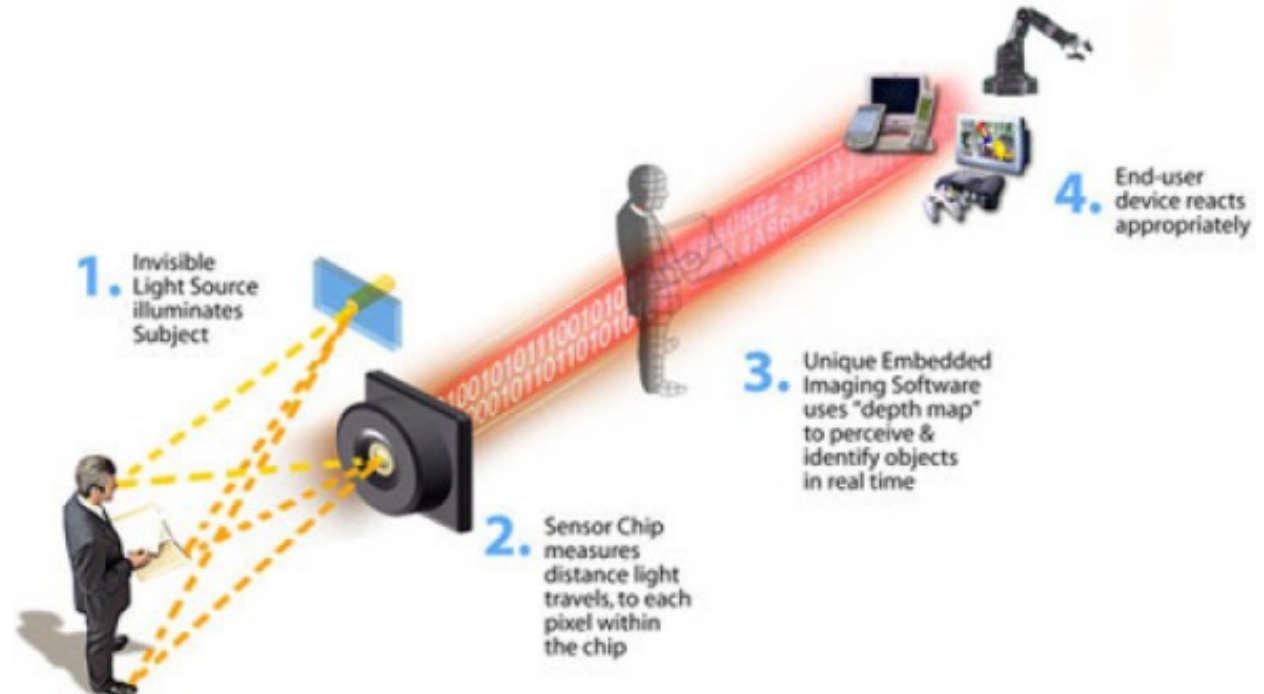 1. Invisible
Light Source
illuminates
Subject
2. Sensor Chip
measures
distance light
travels, to each
pixel within
the chip
3. Unique Embedded
Imaging Software
uses "depth map"
to perceive &
identify objects
in real time
4. End-user
device reacts
appropriately